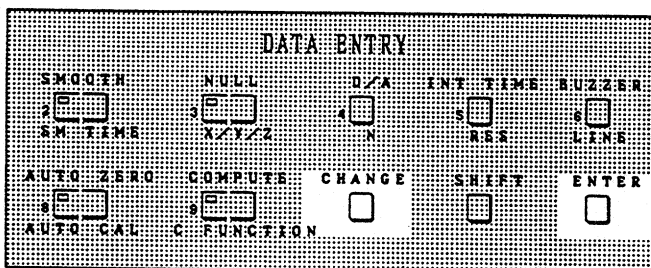 DATA ENTRY
SMOOTH NULL D/A INT TIME BUZZER
2 3 4 5 6
SM TIME X/Y/Z N RES LINE
AUTO ZERO COMPUTE CHANGE SHIFT ENTER
8 9
AUTO CAL C FUNCTION